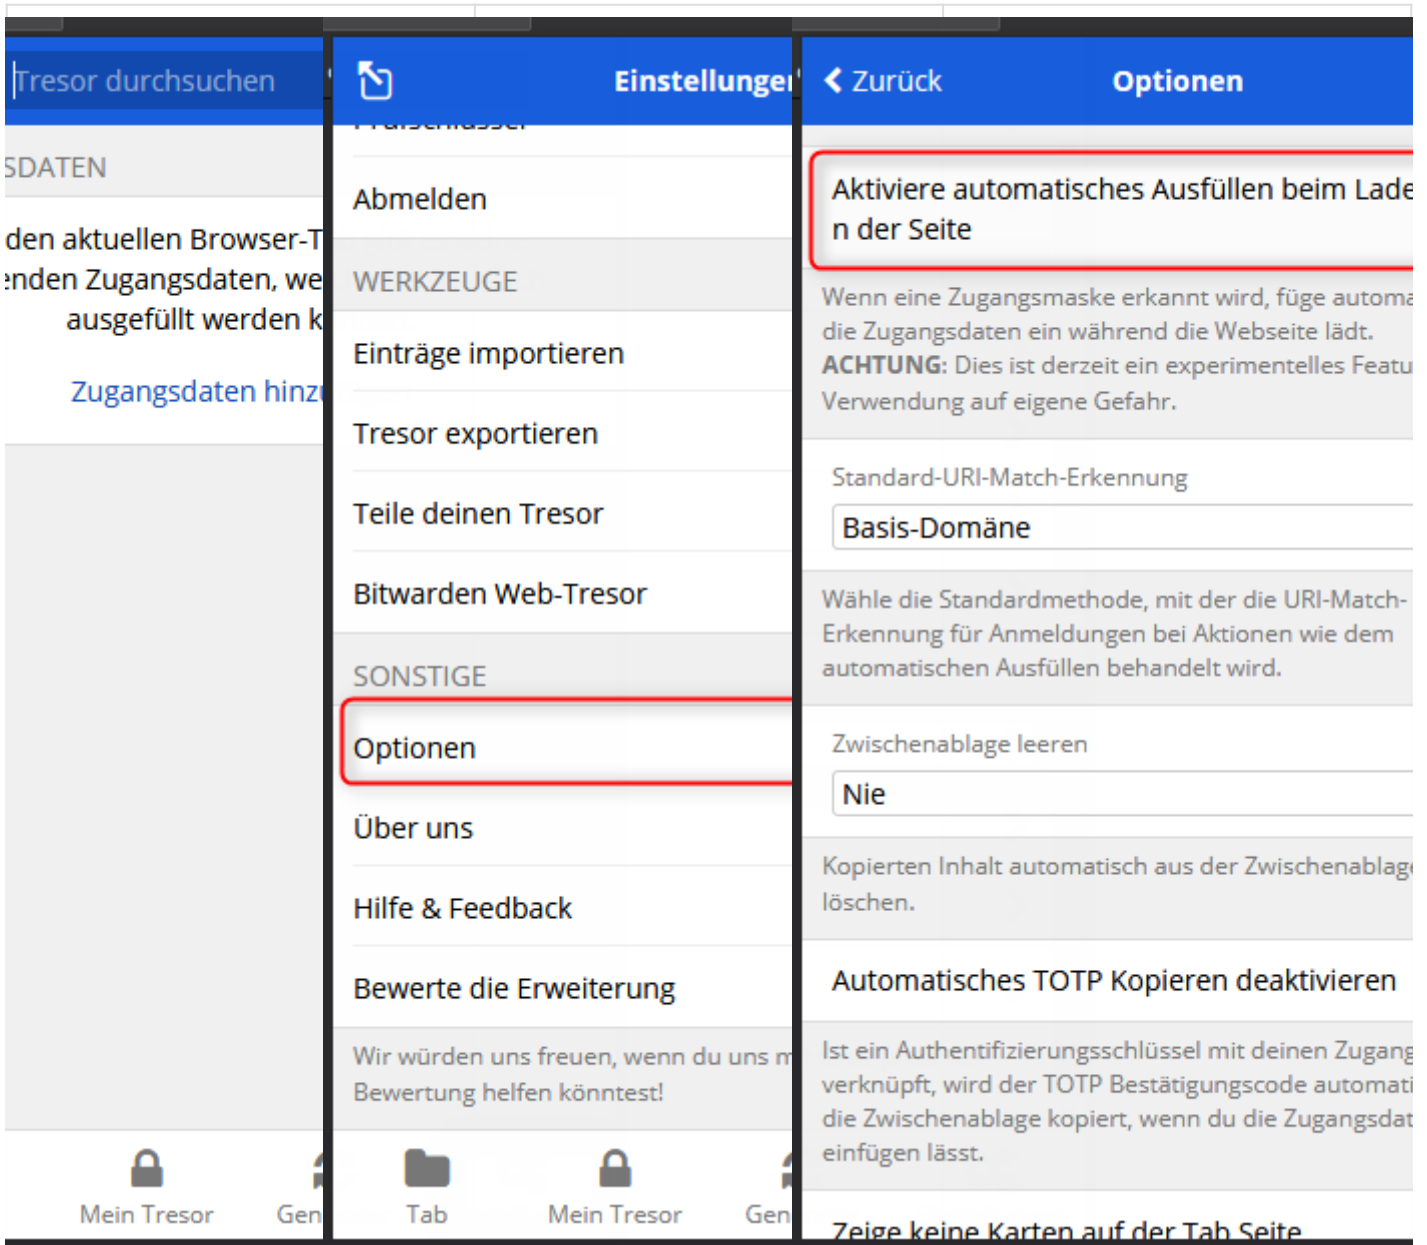 Tresor durchsuchen
SDATEN
den aktuellen Browser-T
enden Zugangsdaten, we
ausgefüllt werden k
Zugangsdaten hinz
Mein Tresor
Gen
Einstellunge
Abmelden
WERKZEUGE
Einträge importieren
Tresor exportieren
Teile deinen Tresor
Bitwarden Web-Tresor
SONSTIGE
Optionen
Über uns
Hilfe & Feedback
Bewerte die Erweiterung
Wir würden uns freuen, wenn du uns m
Bewertung helfen könntest!
Tab
Mein Tresor
Gen
Zurück
Optionen
Aktiviere automatisches Ausfüllen beim Lade
n der Seite
Wenn eine Zugangsmaske erkannt wird, füge automa
die Zugangsdaten ein während die Webseite lädt.
ACHTUNG: Dies ist derzeit ein experimentelles Featu
Verwendung auf eigene Gefahr.
Standard-URI-Match-Erkennung
Basis-Domäne
Wähle die Standardmethode, mit der die URI-Match-
Erkennung für Anmeldungen bei Aktionen wie dem
automatischen Ausfüllen behandelt wird.
Zwischenablage leeren
Nie
Kopierten Inhalt automatisch aus der Zwischenablage
löschen.
Automatisches TOTP Kopieren deaktivieren
Ist ein Authentifizierungsschlüssel mit deinen Zugang
verknüpft, wird der TOTP Bestätigungscode automati
die Zwischenablage kopiert, wenn du die Zugangsdat
einfügen lässt.
Zeige keine Karten auf der Tab Seite